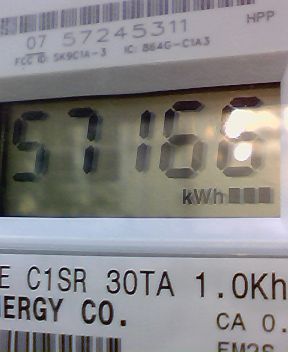 HPP
07 57245311
FCC ID: SK9C1A-3 IC: 864G-C1A3
57166
kWh
E C1SR 30TA 1.0Kh
NERGY CO.
CA 0.